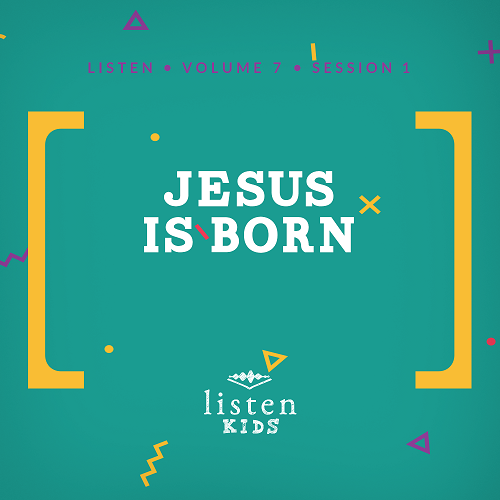 LISTEN • VOLUME 7 • SESSION 1
JESUS
IS BORN
listen
KIDS